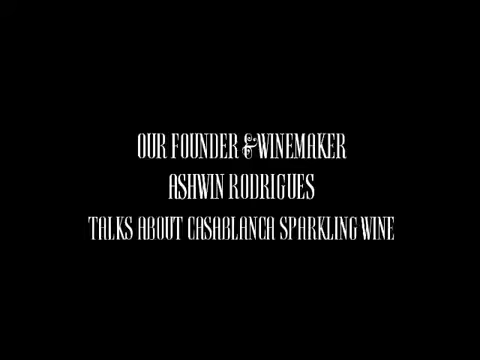 OUR FOUNDER & WINEMAKER
ASHWIN RODRIGUES
TALKS ABOUT CASABLANCA SPARKLING WINE